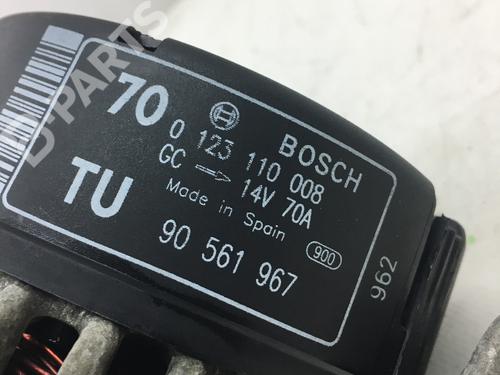 70
BOSCH
0 123 110 008
GC → 14V 70A
TU
Made in Spain
900
90 561 967
962
D-PARTS